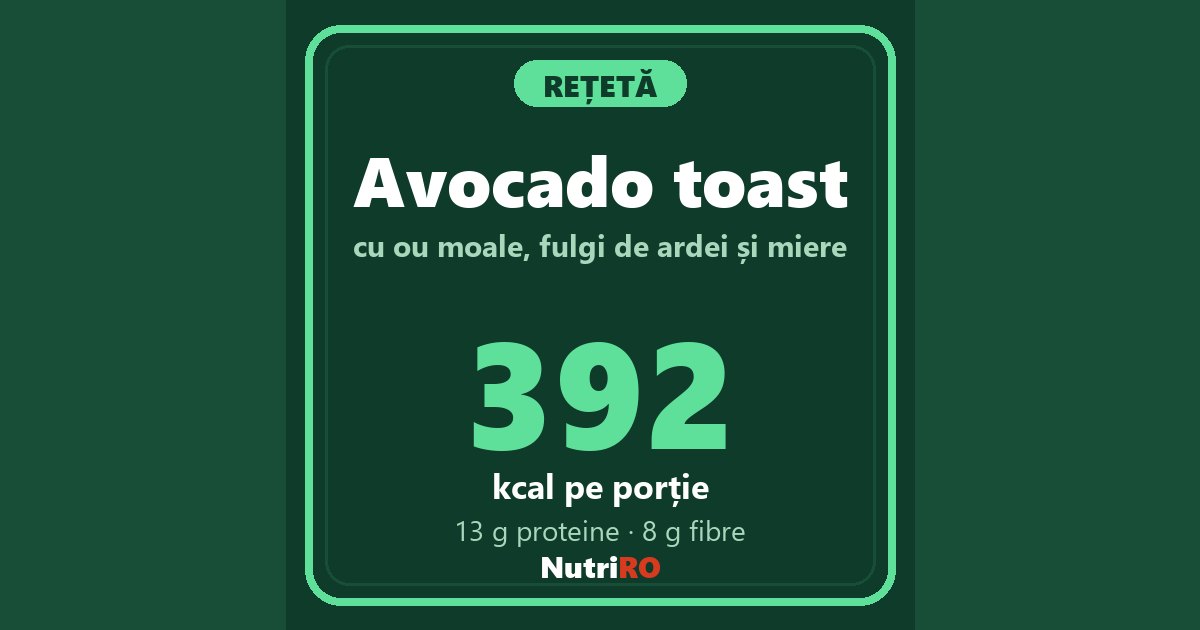 REȚETĂ
Avocado toast
cu ou moale, fulgi de ardei și miere
392
kcal pe porție
13 g proteine · 8 g fibre
NutriRO